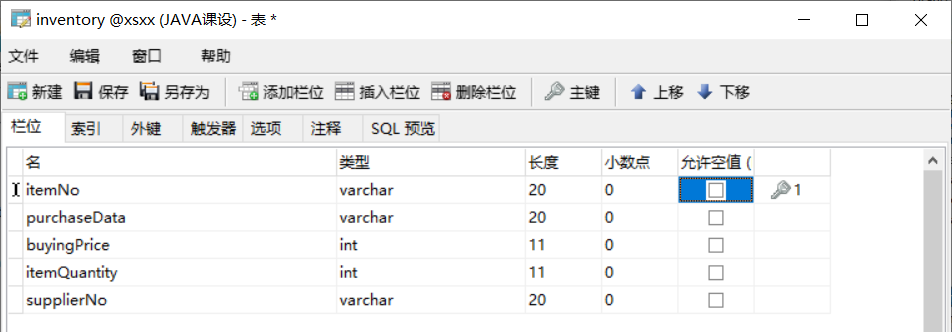 inventory @xsxx (JAVA课设) - 表 *
文件 编辑 窗口 帮助
新建 保存 另存为 添加栏位 插入栏位 删除栏位 主键 上移 下移
栏位 索引 外键 触发器 选项 注释 SQL 预览
名 类型 长度 小数点 允许空值 (
itemNo varchar 20 0 1
purchaseData varchar 20 0
buyingPrice int 11 0
itemQuantity int 11 0
supplierNo varchar 20 0